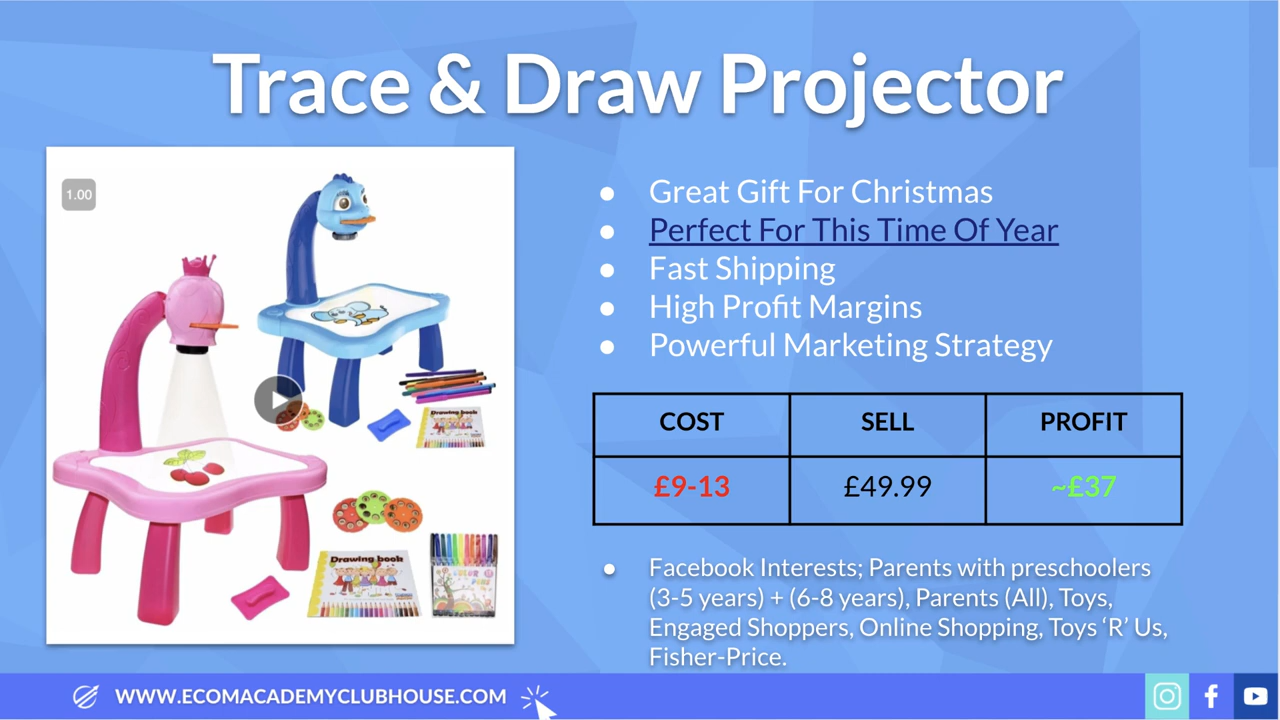 Trace & Draw Projector
1.00
Drawing book
Drawing book
● Great Gift For Christmas
● Perfect For This Time Of Year
● Fast Shipping
● High Profit Margins
● Powerful Marketing Strategy
COST SELL PROFIT
£9-13 £49.99 ~£37
● Facebook Interests; Parents with preschoolers
(3-5 years) + (6-8 years), Parents (All), Toys,
Engaged Shoppers, Online Shopping, Toys ‘R’ Us,
Fisher-Price.
WWW.ECOMACADEMYCLUBHOUSE.COM